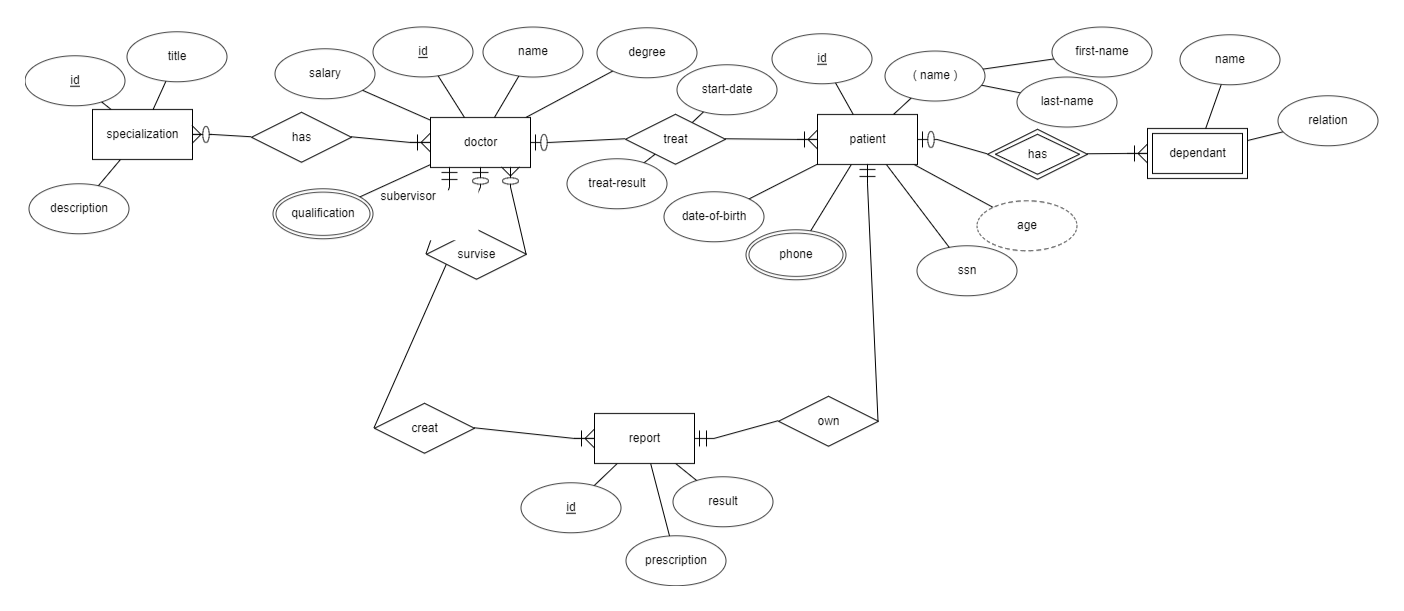 id
title
salary
id
name
degree
start-date
id
( name )
first-name
last-name
name
relation
specialization
has
doctor
treat
patient
has
dependant
description
qualification
subervisor
treat-result
date-of-birth
phone
age
ssn
survise
creat
report
own
id
result
prescription